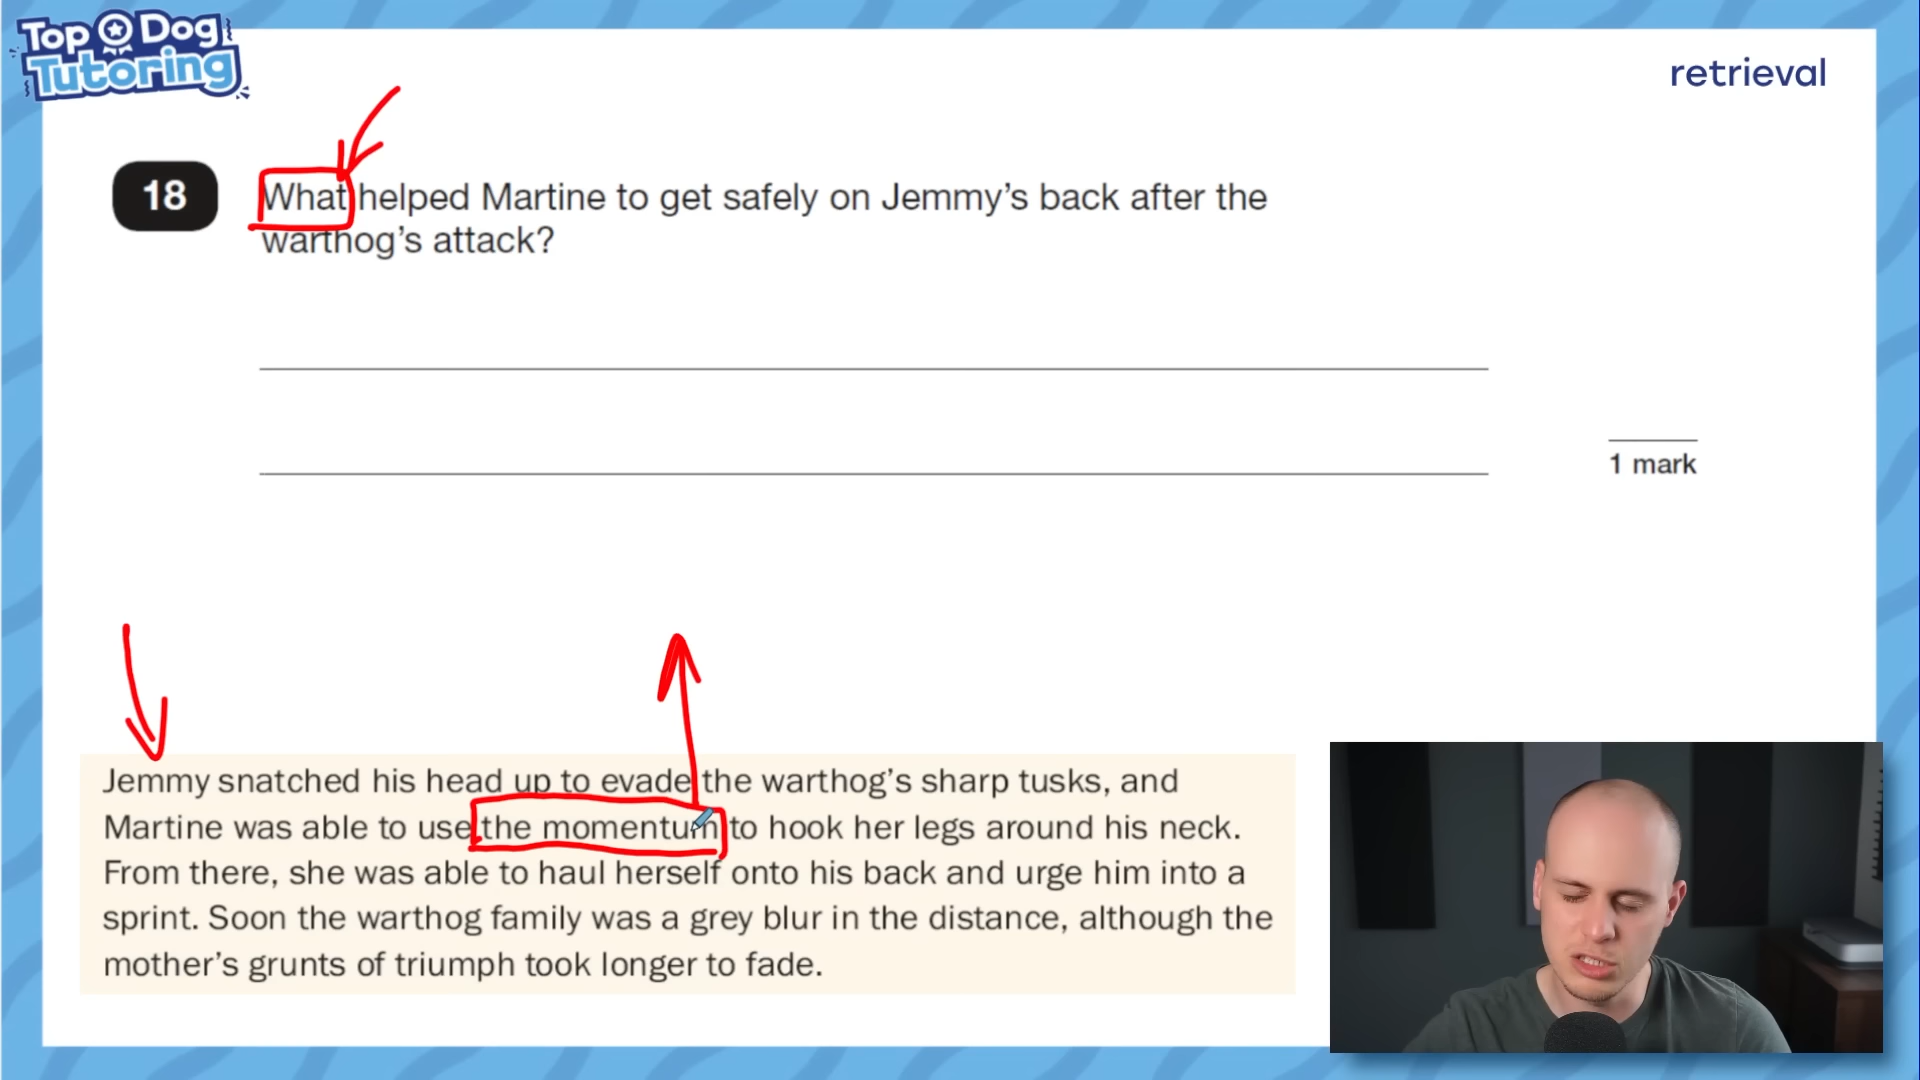 Top Dog
Tutoring
retrieval
18
What helped Martine to get safely on Jemmy’s back after the
warthog’s attack?
1 mark
Jemmy snatched his head up to evade the warthog’s sharp tusks, and
Martine was able to use the momentum to hook her legs around his neck.
From there, she was able to haul herself onto his back and urge him into a
sprint. Soon the warthog family was a grey blur in the distance, although the
mother’s grunts of triumph took longer to fade.